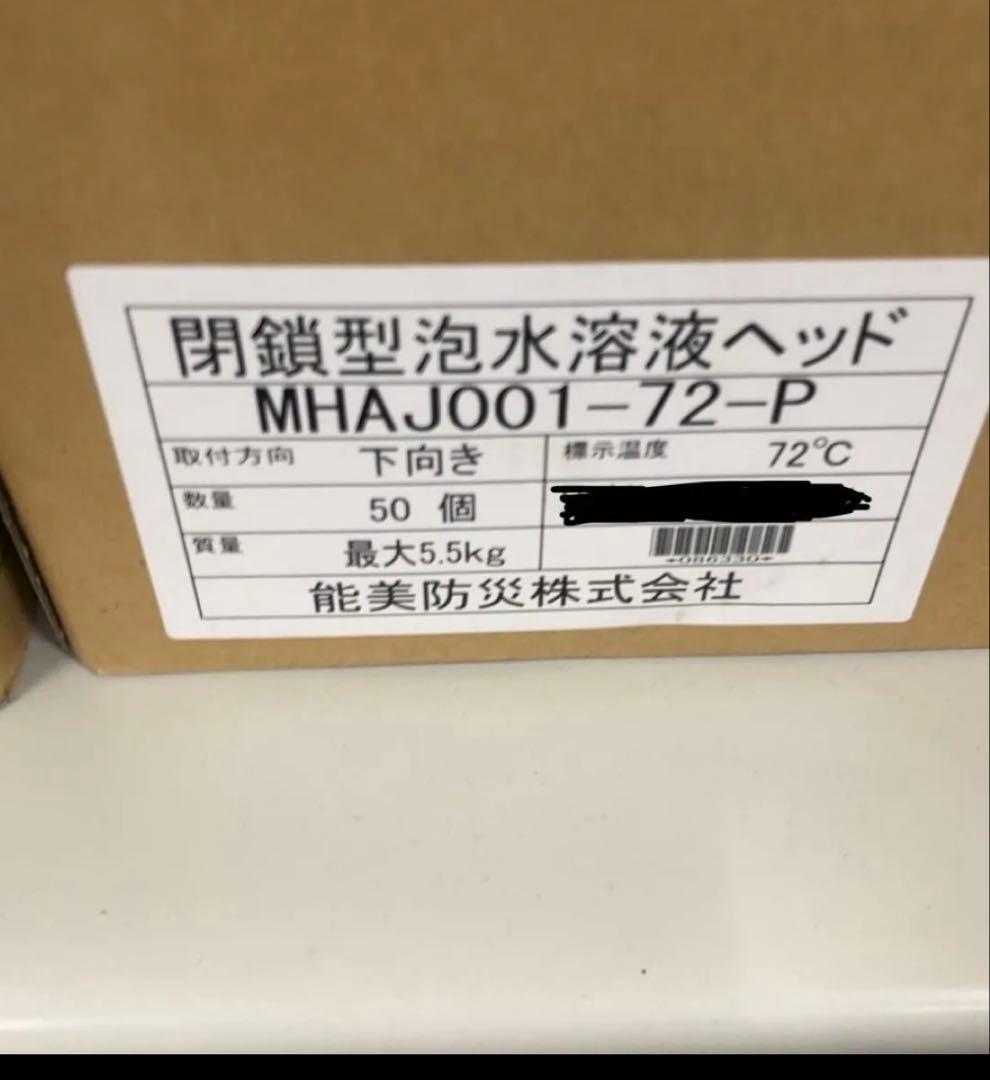 閉鎖型泡水溶液ヘッド
MHAJ001-72-P
取付方向 下向き 標示温度 72℃
数量 50 個
質量 最大5.5kg *086330*
能美防災株式会社